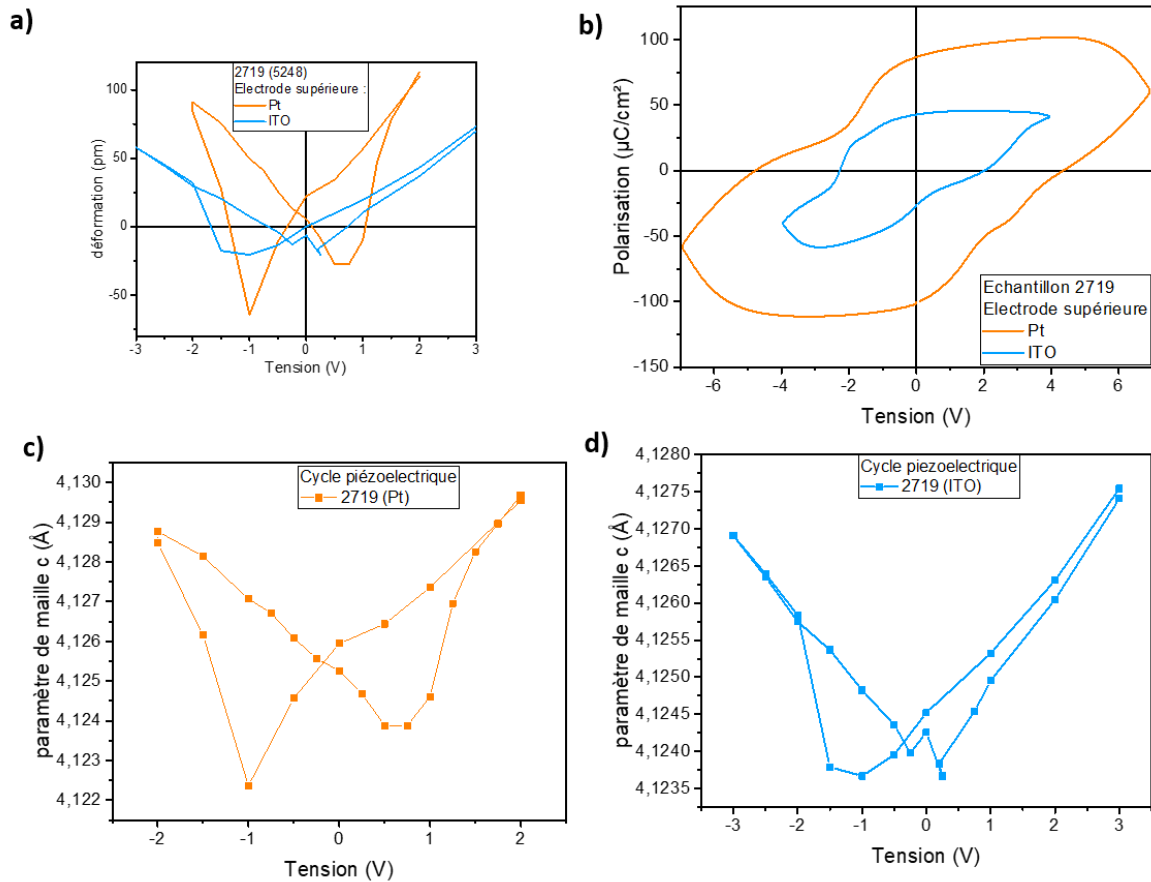 a)
2719 (5248)
Electrode supérieure :
Pt
ITO
déformation (pm)
100
50
0
-50
-3 -2 -1 0 1 2 3
Tension (V)
b)
Polarisation (µC/cm²)
100
50
0
-50
-100
-150
Echantillon 2719
Electrode supérieure
Pt
ITO
-6 -4 -2 0 2 4 6
Tension (V)
c)
Cycle piézoelectrique
2719 (Pt)
paramètre de maille c (Å)
4,130
4,129
4,128
4,127
4,126
4,125
4,124
4,123
4,122
-2 -1 0 1 2
Tension (V)
d)
Cycle piezoelectrique
2719 (ITO)
paramètre de maille c (Å)
4,1280
4,1275
4,1270
4,1265
4,1260
4,1255
4,1250
4,1245
4,1240
4,1235
-3 -2 -1 0 1 2 3
Tension (V)